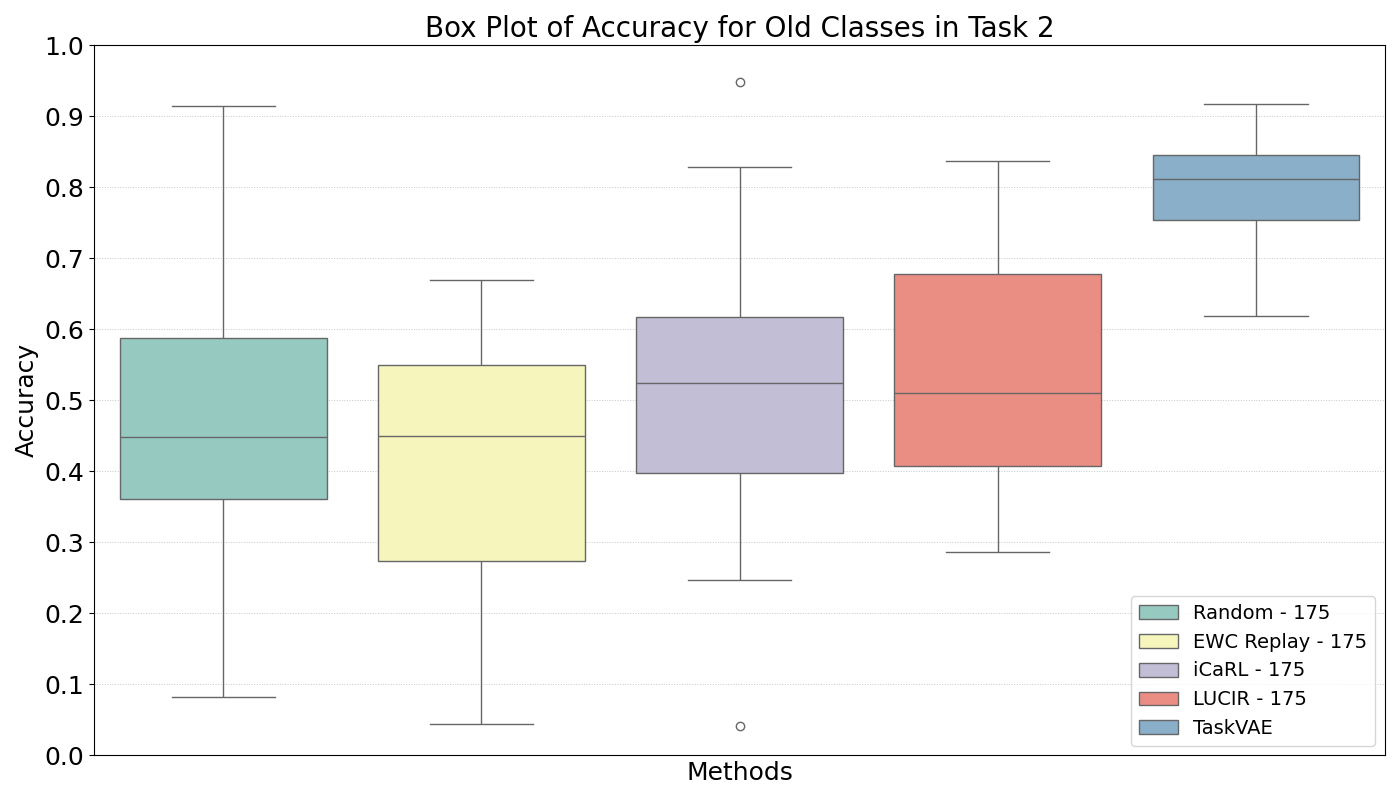 Box Plot of Accuracy for Old Classes in Task 2
1.0
0.9
0.8
0.7
0.6
0.5
0.4
0.3
0.2
0.1
0.0
Accuracy
Methods
Random - 175
EWC Replay - 175
iCaRL - 175
LUCIR - 175
TaskVAE